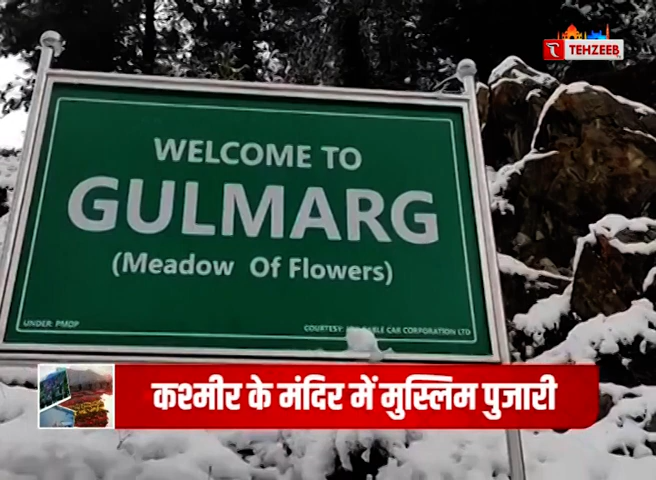 TEHZEEB
WELCOME TO
GULMARG
(Meadow Of Flowers)
UNDER: PMDP
COURTESY: CABLE CAR CORPORATION LTD
कश्मीर के मंदिर में मुस्लिम पुजारी